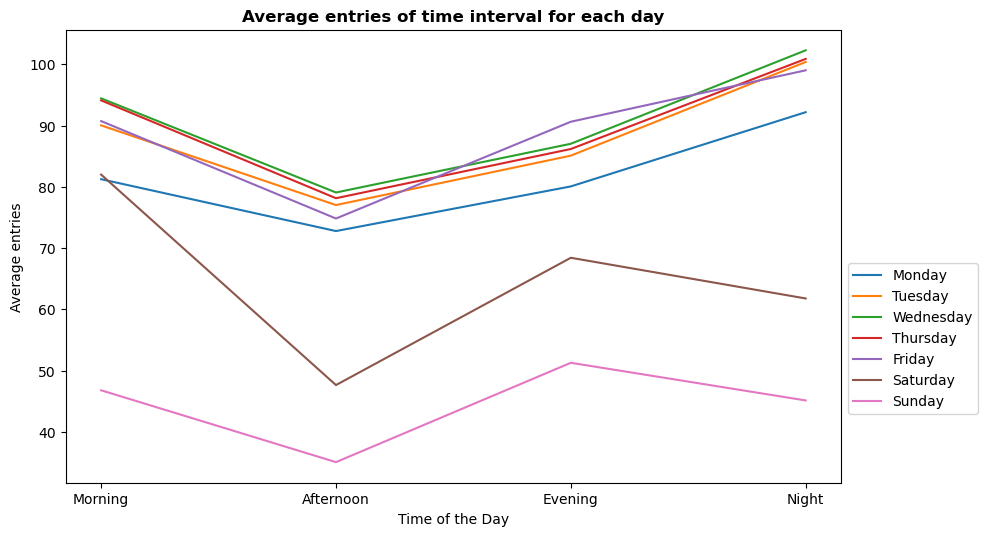 Average entries of time interval for each day
Average entries
100
90
80
70
60
50
40
Morning
Afternoon
Evening
Night
Time of the Day
Monday
Tuesday
Wednesday
Thursday
Friday
Saturday
Sunday